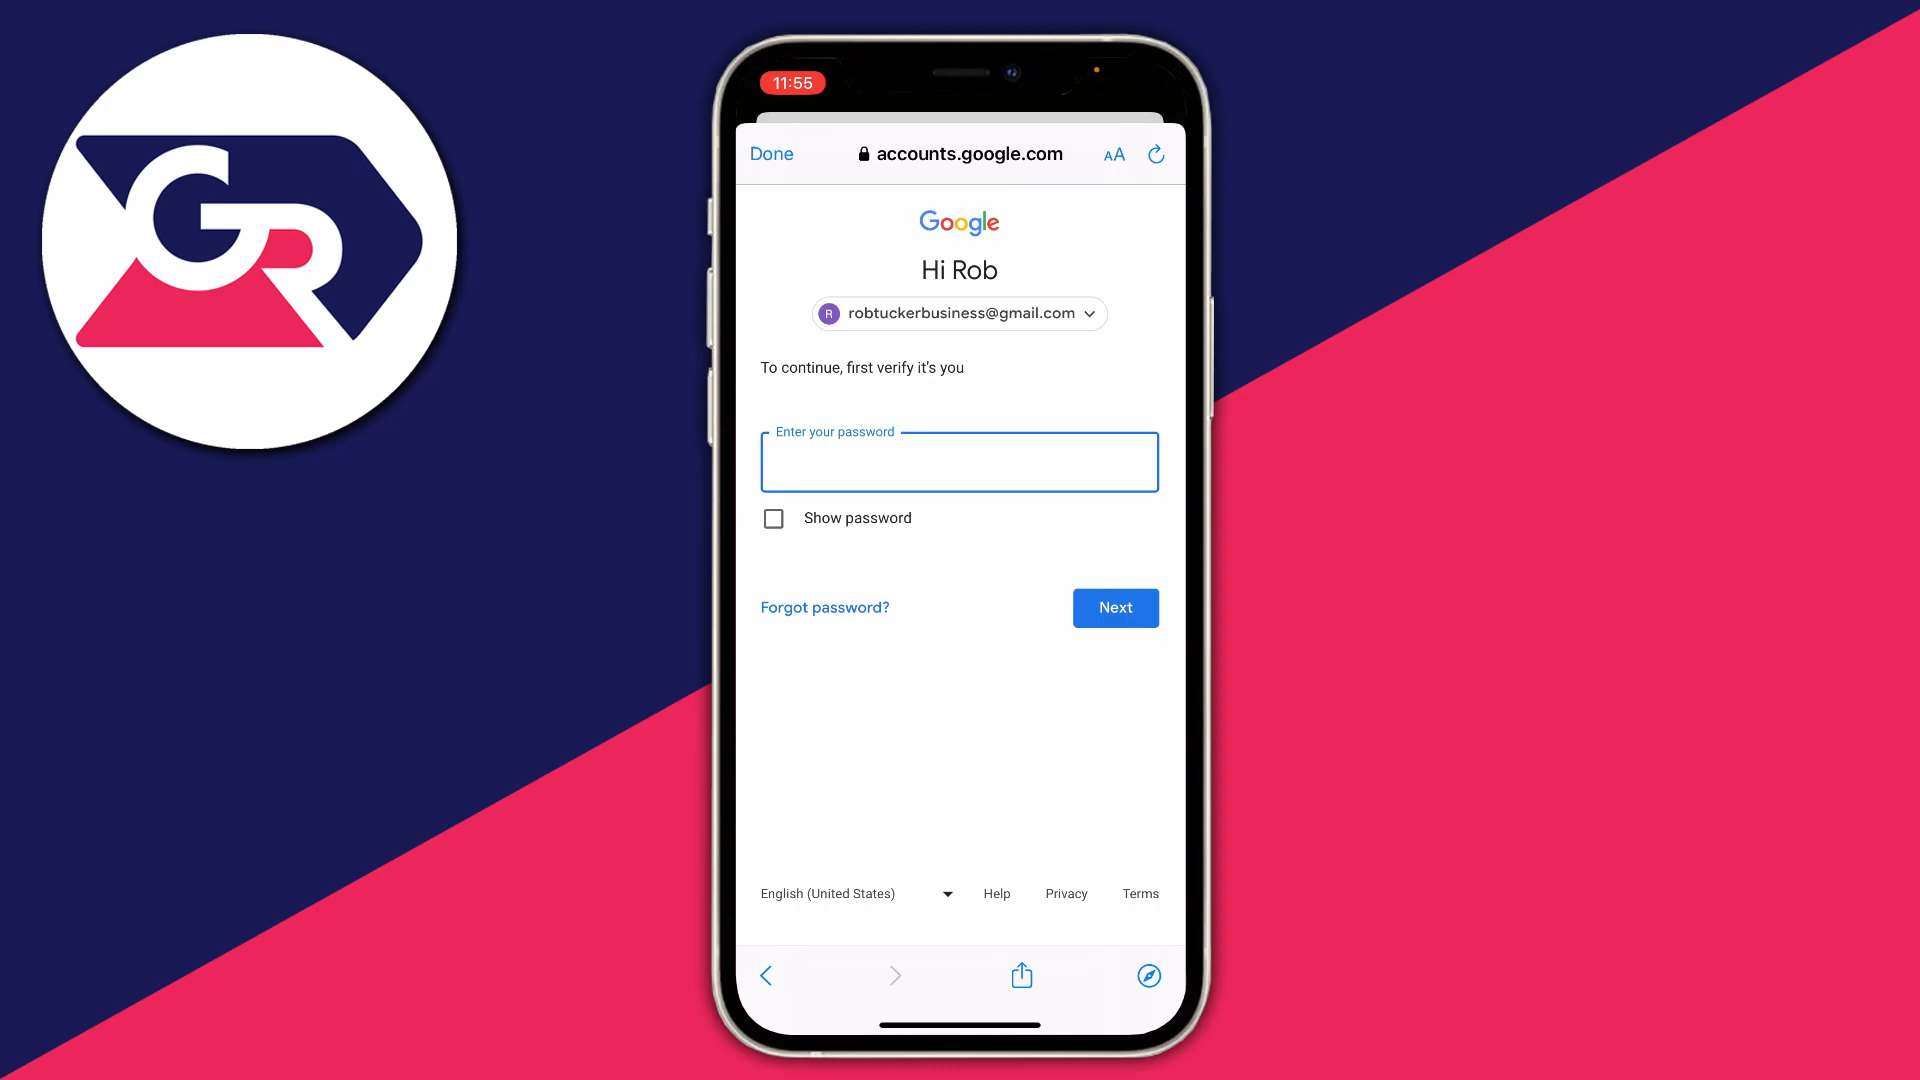 GR
11:55
Done
accounts.google.com
AA
Google
Hi Rob
R robtuckerbusiness@gmail.com
To continue, first verify it's you
Enter your password
Show password
Forgot password?
Next
English (United States)
Help
Privacy
Terms